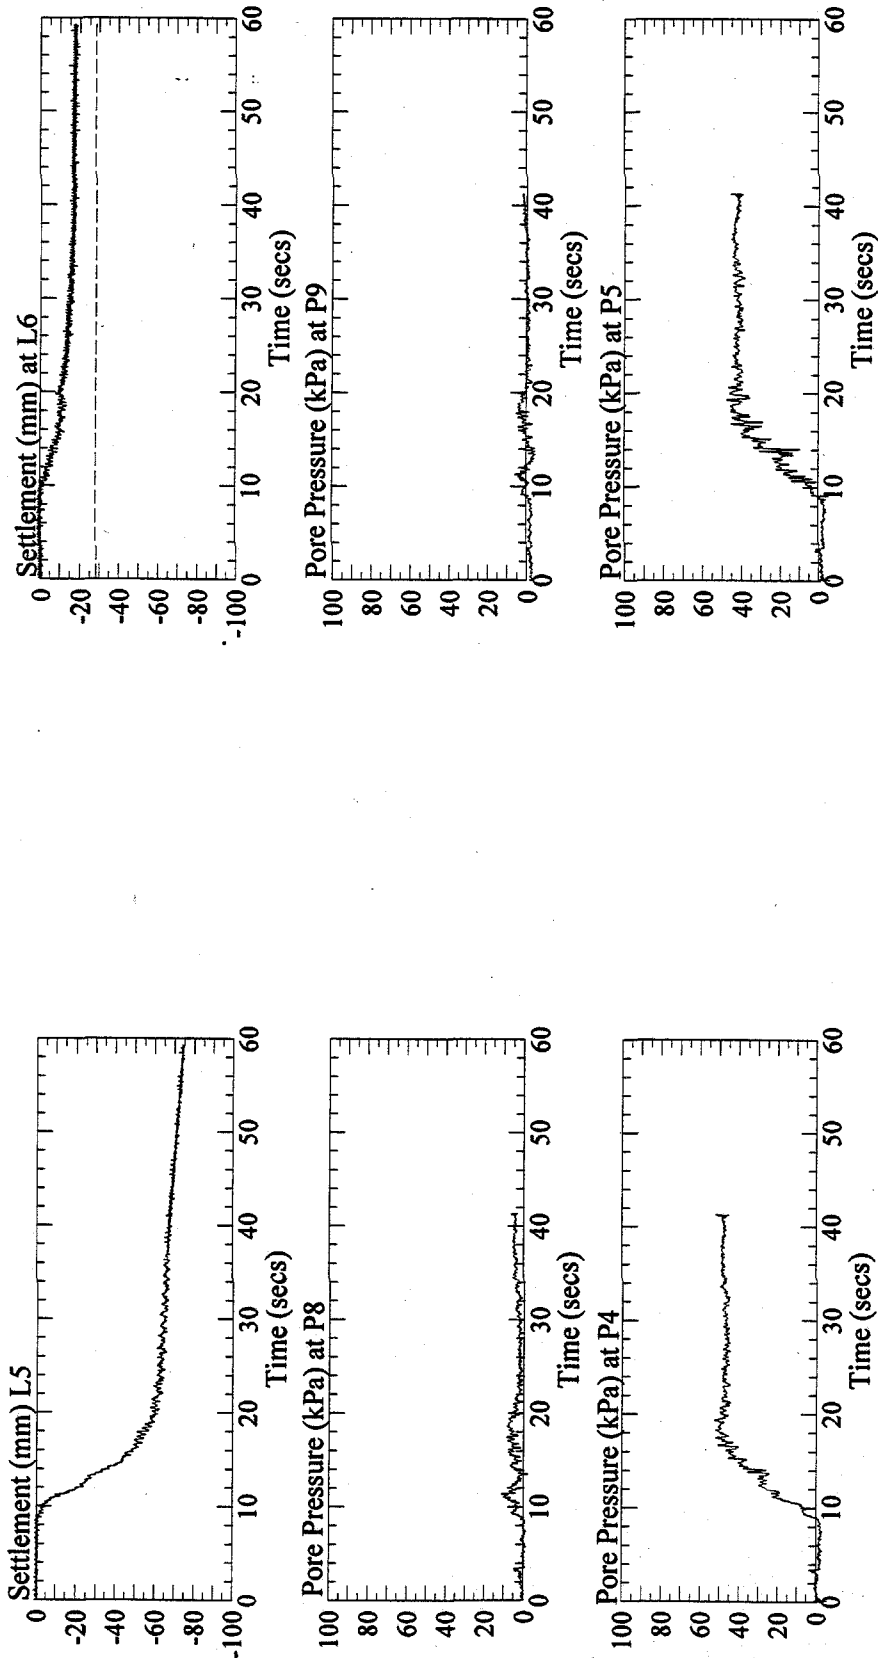 Settlement (mm) L5
0
-20
-40
-60
-80
-100
0 10 20 30 40 50 60
Time (secs)
Pore Pressure (kPa) at P8
100
80
60
40
20
0
0 10 20 30 40 50 60
Time (secs)
Pore Pressure (kPa) at P4
100
80
60
40
20
0
0 10 20 30 40 50 60
Time (secs)
Settlement (mm) at L6
0
-20
-40
-60
-80
-100
0 10 20 30 40 50 60
Time (secs)
Pore Pressure (kPa) at P9
100
80
60
40
20
0
0 10 20 30 40 50 60
Time (secs)
Pore Pressure (kPa) at P5
100
80
60
40
20
0
0 10 20 30 40 50 60
Time (secs)